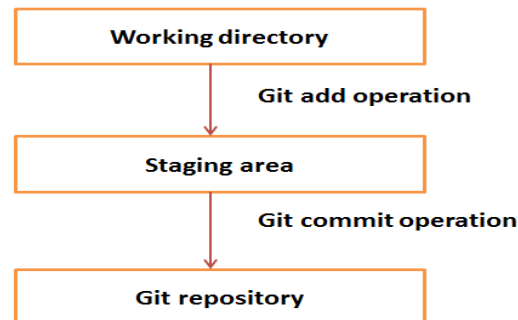 Working directory
Git add operation
Staging area
Git commit operation
Git repository